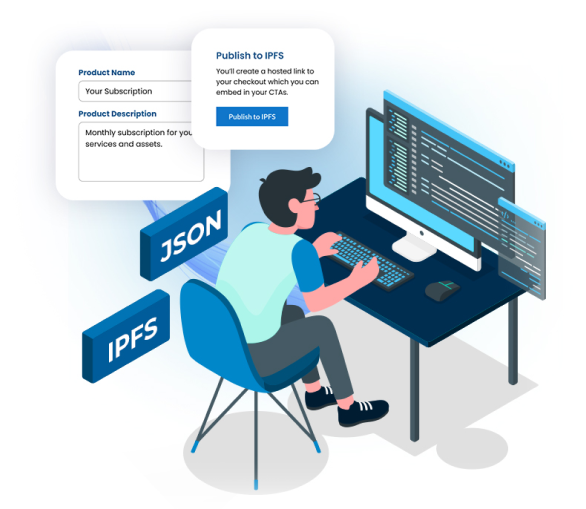 Product Name
Your Subscription
Product Description
Monthly subscription for you
services and assets.
Publish to IPFS
You'll create a hosted link to
your checkout which you can
embed in your CTAs.
Publish to IPFS
JSON
IPFS